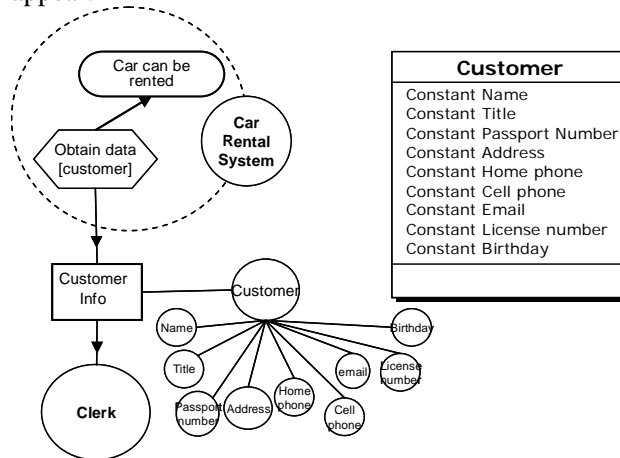 Car can be
rented
Obtain data
[customer]
Car
Rental
System
Customer
Info
Customer
Name
Title
Passport
number
Address
Home
phone
Cell
phone
email
License
number
Birthday
Clerk
Customer
Constant Name
Constant Title
Constant Passport Number
Constant Address
Constant Home phone
Constant Cell phone
Constant Email
Constant License number
Constant Birthday